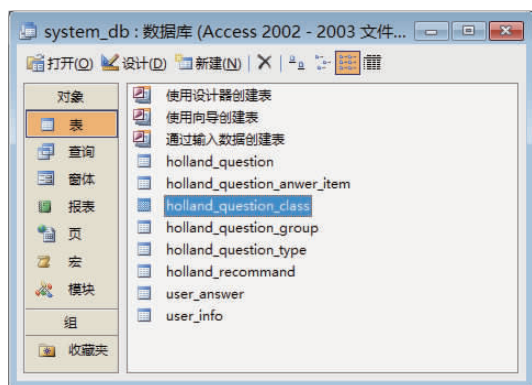 system_db : 数据库 (Access 2002 - 2003 文件...
打开(O) 设计(D) 新建(N)
对象
表
查询
窗体
报表
页
宏
模块
组
收藏夹
使用设计器创建表
使用向导创建表
通过输入数据创建表
holland_question
holland_question_anwer_item
holland_question_class
holland_question_group
holland_question_type
holland_recommand
user_answer
user_info